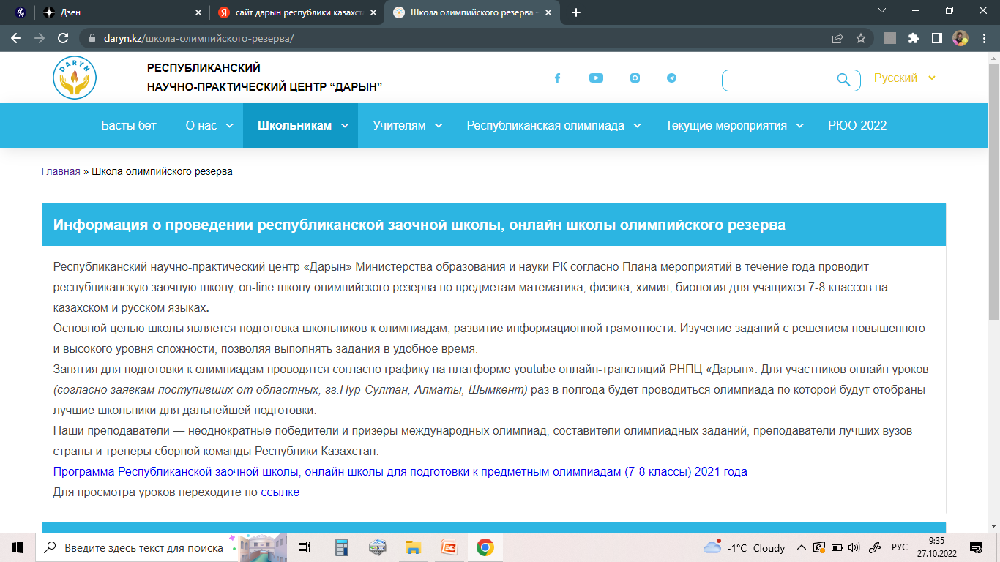 Дзен
сайт дарын республики казахста
Школа олимпийского резерва -
daryn.kz/школа-олимпийского-резерва/
DARYN
РЕСПУБЛИКАНСКИЙ
НАУЧНО-ПРАКТИЧЕСКИЙ ЦЕНТР “ДАРЫН”
Русский
Басты бет О нас Школьникам Учителям Республиканская олимпиада Текущие мероприятия РЮО-2022
Главная » Школа олимпийского резерва
Информация о проведении республиканской заочной школы, онлайн школы олимпийского резерва
Республиканский научно-практический центр «Дарын» Министерства образования и науки РК согласно Плана мероприятий в течение года проводит
республиканскую заочную школу, on-line школу олимпийского резерва по предметам математика, физика, химия, биология для учащихся 7-8 классов на
казахском и русском языках.
Основной целью школы является подготовка школьников к олимпиадам, развитие информационной грамотности. Изучение заданий с решением повышенного
и высокого уровня сложности, позволяя выполнять задания в удобное время.
Занятия для подготовки к олимпиадам проводятся согласно графику на платформе youtube онлайн-трансляций РНПЦ «Дарын». Для участников онлайн уроков
(согласно заявкам поступивших от областных, гг.Нур-Султан, Алматы, Шымкент) раз в полгода будет проводиться олимпиада по которой будут отобраны
лучшие школьники для дальнейшей подготовки.
Наши преподаватели — неоднократные победители и призеры международных олимпиад, составители олимпиадных заданий, преподаватели лучших вузов
страны и тренеры сборной команды Республики Казахстан.
Программа Республиканской заочной школы, онлайн школы для подготовки к предметным олимпиадам (7-8 классы) 2021 года
Для просмотра уроков переходите по ссылке
Введите здесь текст для поиска
-1°C Cloudy
РУС
9:35
27.10.2022